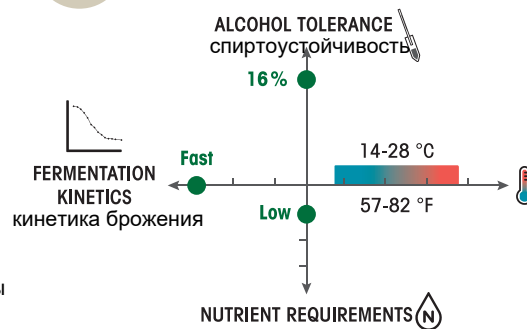 ALCOHOL TOLERANCE
спиртоустойчивость
16%
Fast
14-28 °C
FERMENTATION
KINETICS
кинетика брожения
57-82 °F
Low
ы
NUTRIENT REQUIREMENTS
N